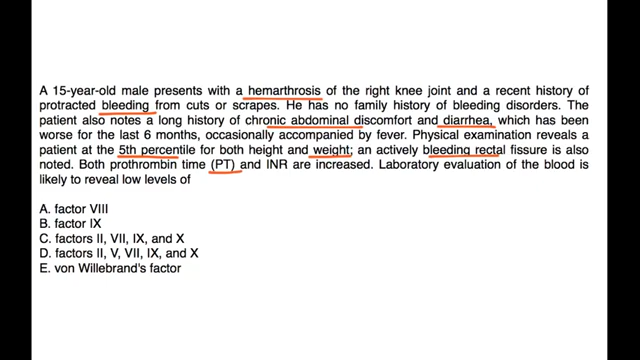 A 15-year-old male presents with a hemarthrosis of the right knee joint and a recent history of
protracted bleeding from cuts or scrapes. He has no family history of bleeding disorders. The
patient also notes a long history of chronic abdominal discomfort and diarrhea, which has been
worse for the last 6 months, occasionally accompanied by fever. Physical examination reveals a
patient at the 5th percentile for both height and weight; an actively bleeding rectal fissure is also
noted. Both prothrombin time (PT) and INR are increased. Laboratory evaluation of the blood is
likely to reveal low levels of
A. factor VIII
B. factor IX
C. factors II, VII, IX, and X
D. factors II, V, VII, IX, and X
E. von Willebrand's factor